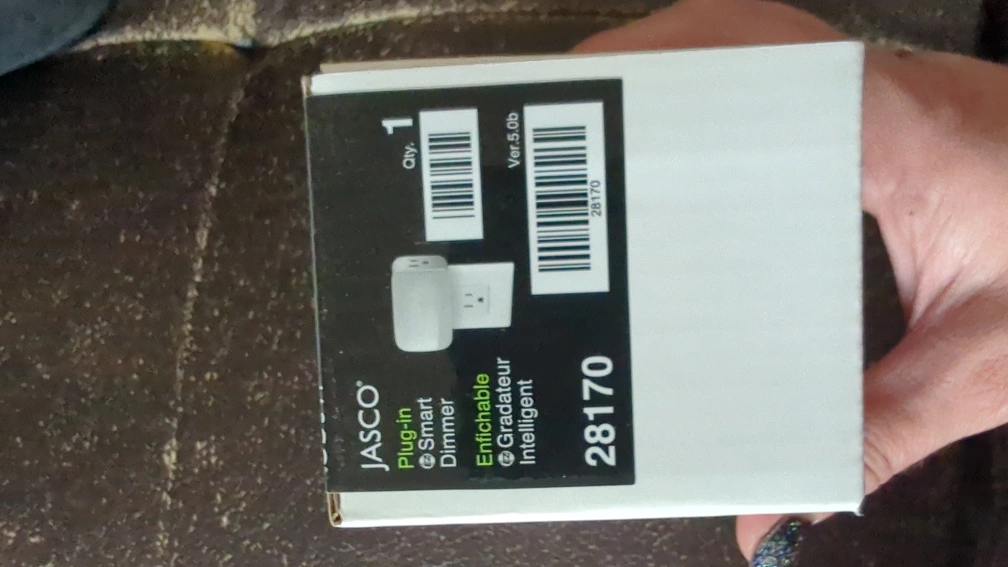 JASCO®
Plug-in
Smart
Dimmer
Enfichable
Gradateur
Intelligent
28170
Qty. 1
Ver.5.0b
28170